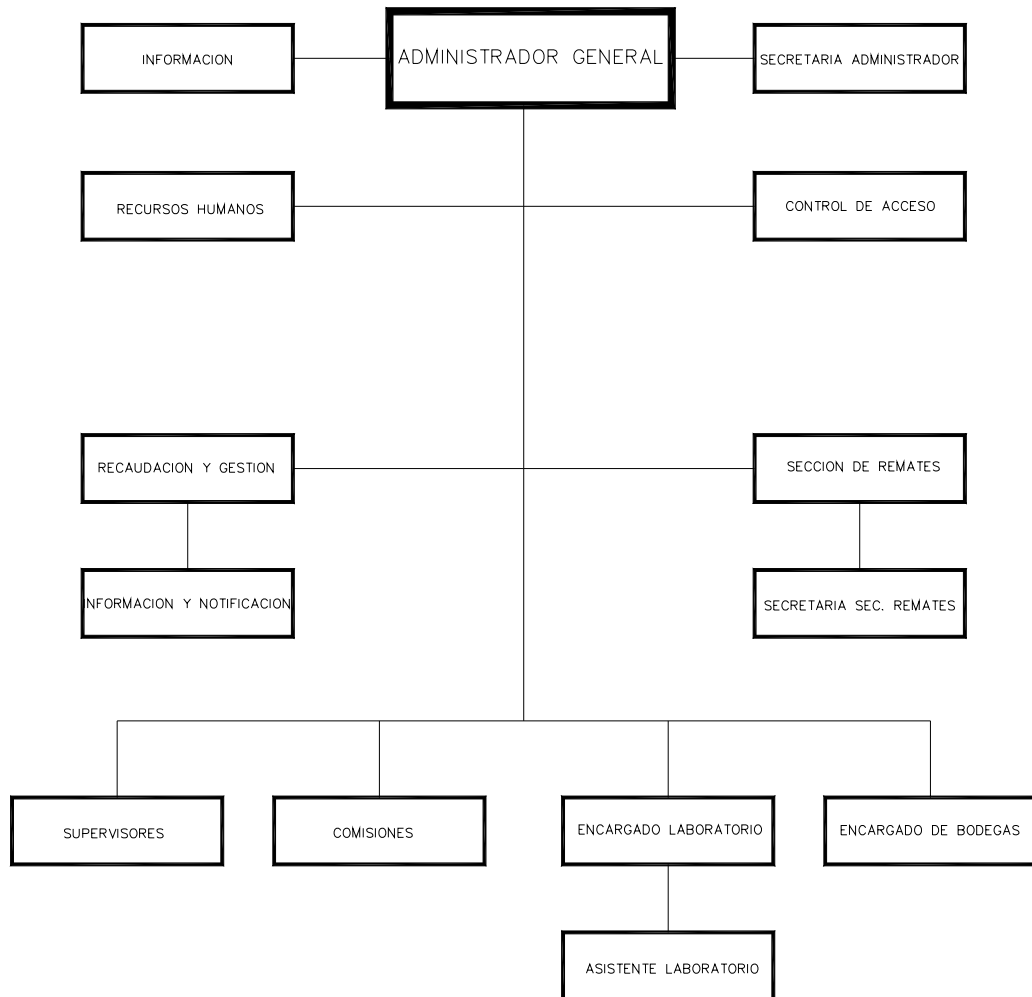 INFORMACION
ADMINISTRADOR GENERAL
SECRETARIA ADMINISTRADOR
RECURSOS HUMANOS
CONTROL DE ACCESO
RECAUDACION Y GESTION
SECCION DE REMATES
INFORMACION Y NOTIFICACION
SECRETARIA SEC. REMATES
SUPERVISORES
COMISIONES
ENCARGADO LABORATORIO
ENCARGADO DE BODEGAS
ASISTENTE LABORATORIO